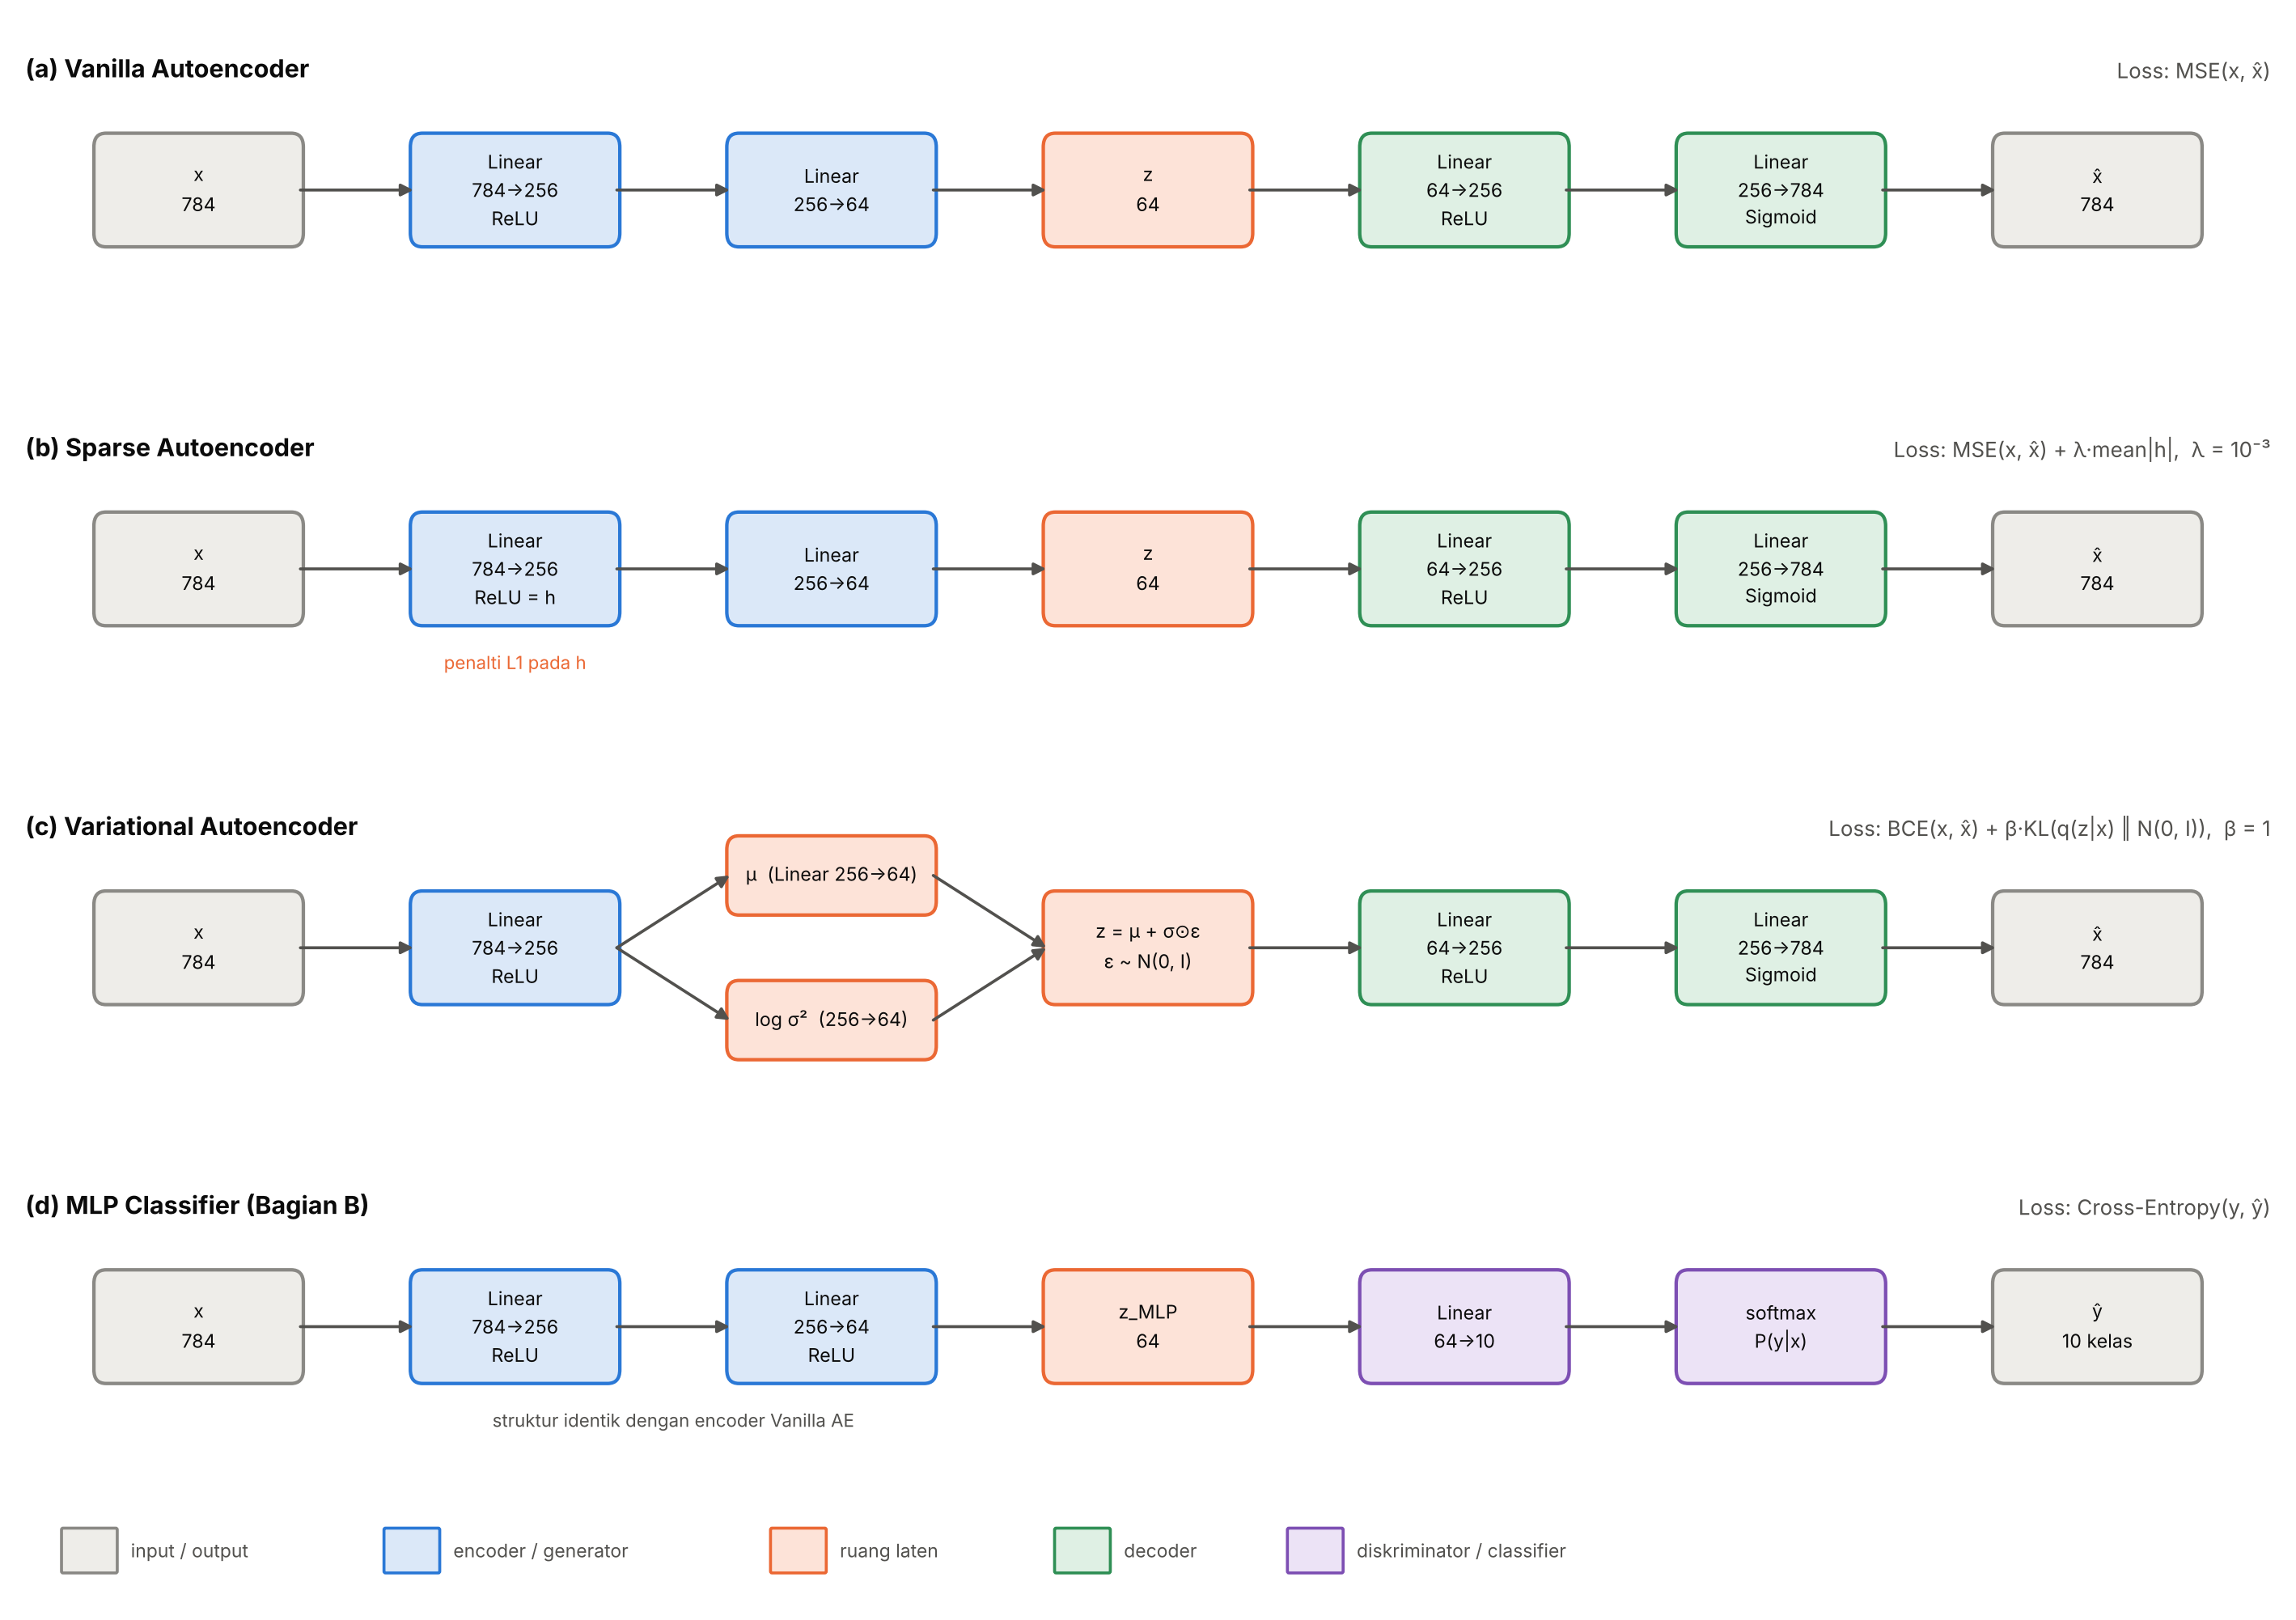 (a) Vanilla Autoencoder
Loss: MSE(x, x̂)
x
784
Linear
784→256
ReLU
Linear
256→64
z
64
Linear
64→256
ReLU
Linear
256→784
Sigmoid
x̂
784
(b) Sparse Autoencoder
Loss: MSE(x, x̂) + λ·mean|h|, λ = 10⁻³
x
784
Linear
784→256
ReLU = h
Linear
256→64
z
64
Linear
64→256
ReLU
Linear
256→784
Sigmoid
x̂
784
penalti L1 pada h
(c) Variational Autoencoder
Loss: BCE(x, x̂) + β·KL(q(z|x) ‖ N(0, I)), β = 1
x
784
Linear
784→256
ReLU
μ (Linear 256→64)
log σ² (256→64)
z = μ + σ⊙ε
ε ~ N(0, I)
Linear
64→256
ReLU
Linear
256→784
Sigmoid
x̂
784
(d) MLP Classifier (Bagian B)
Loss: Cross-Entropy(y, ŷ)
x
784
Linear
784→256
ReLU
Linear
256→64
ReLU
z_MLP
64
Linear
64→10
softmax
P(y|x)
ŷ
10 kelas
struktur identik dengan encoder Vanilla AE
input / output
encoder / generator
ruang laten
decoder
diskriminator / classifier